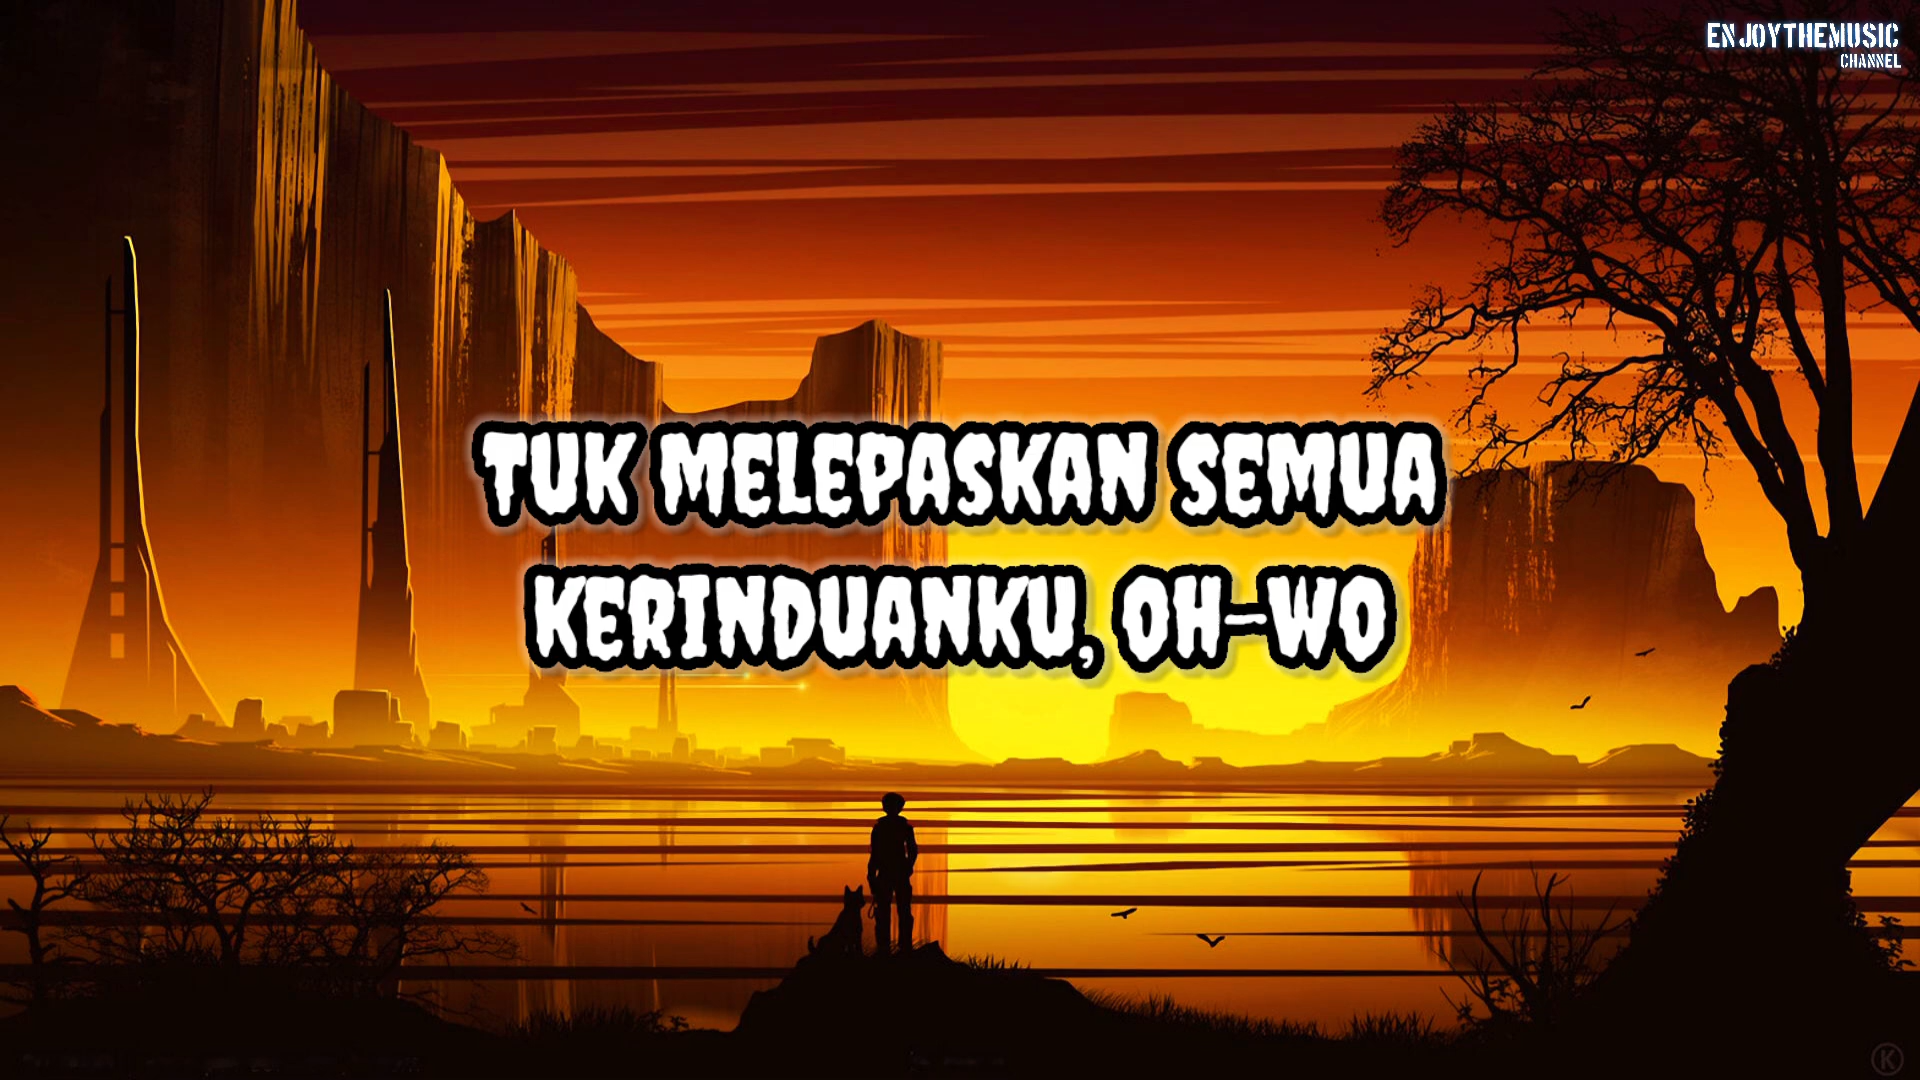 ENJOYTHEMUSIC
CHANNEL
TUK MELEPASKAN SEMUA
KERINDUANKU, OH-WO
K